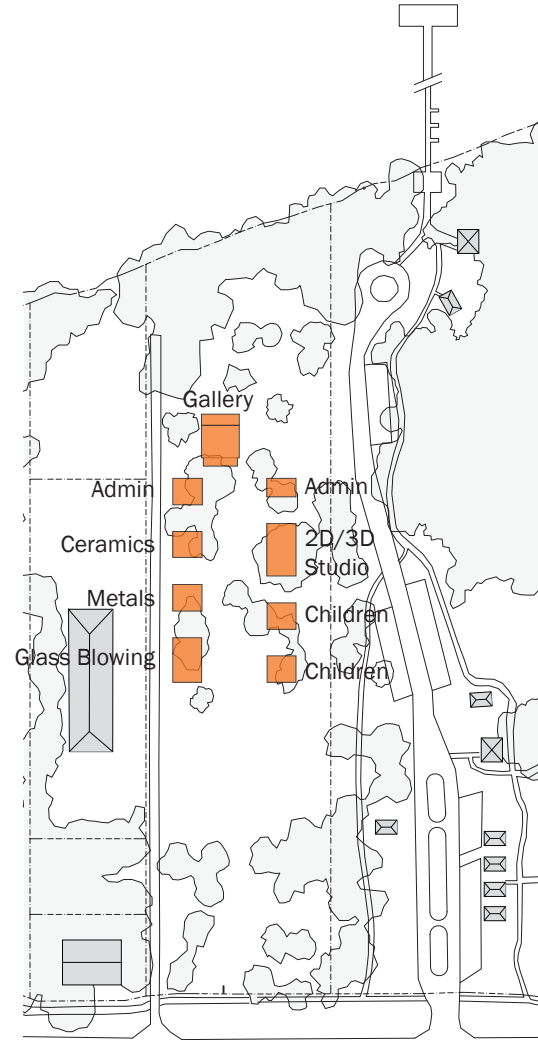 Gallery
Admin
Admin
Ceramics
2D/3D
Studio
Metals
Children
Glass Blowing
Children